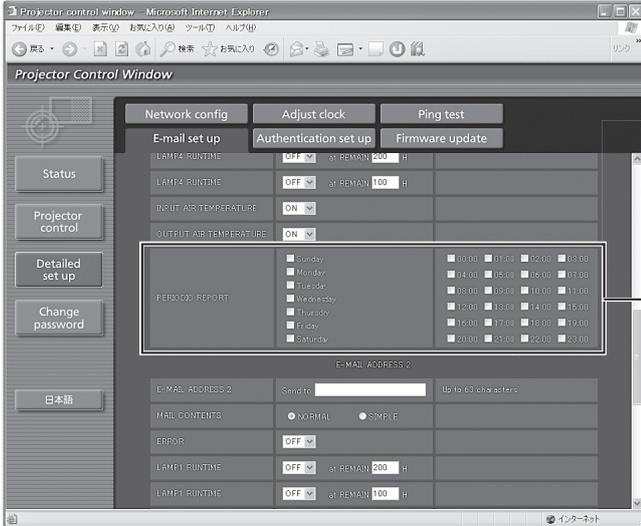 Projector control window - Microsoft Internet Explorer
ファイル(F) 編集(E) 表示(V) お気に入り(A) ツール(T) ヘルプ(H)
戻る 検索 お気に入り リンク »
Projector Control Window
Network config Adjust clock Ping test
E-mail set up Authentication set up Firmware update
Status
Projector control
Detailed set up
Change password
日本語
LAMP4 RUNTIME OFF at REMAIN 200 H
LAMP4 RUNTIME OFF at REMAIN 100 H
INPUT AIR TEMPERATURE ON
OUTPUT AIR TEMPERATURE ON
PERIODIC REPORT
Sunday 00:00 01:00 02:00 03:00
Monday 04:00 05:00 06:00 07:00
Tuesday
Wednesday 08:00 09:00 10:00 11:00
Thursday 12:00 13:00 14:00 15:00
Friday 16:00 17:00 18:00 19:00
Saturday 20:00 21:00 22:00 23:00
E-MAIL ADDRESS 2
E-MAIL ADDRESS 2 Send to Up to 63 characters
MAIL CONTENTS NORMAL SIMPLE
ERROR OFF
LAMP1 RUNTIME OFF at REMAIN 200 H
LAMP1 RUNTIME OFF at REMAIN 100 H
インターネット